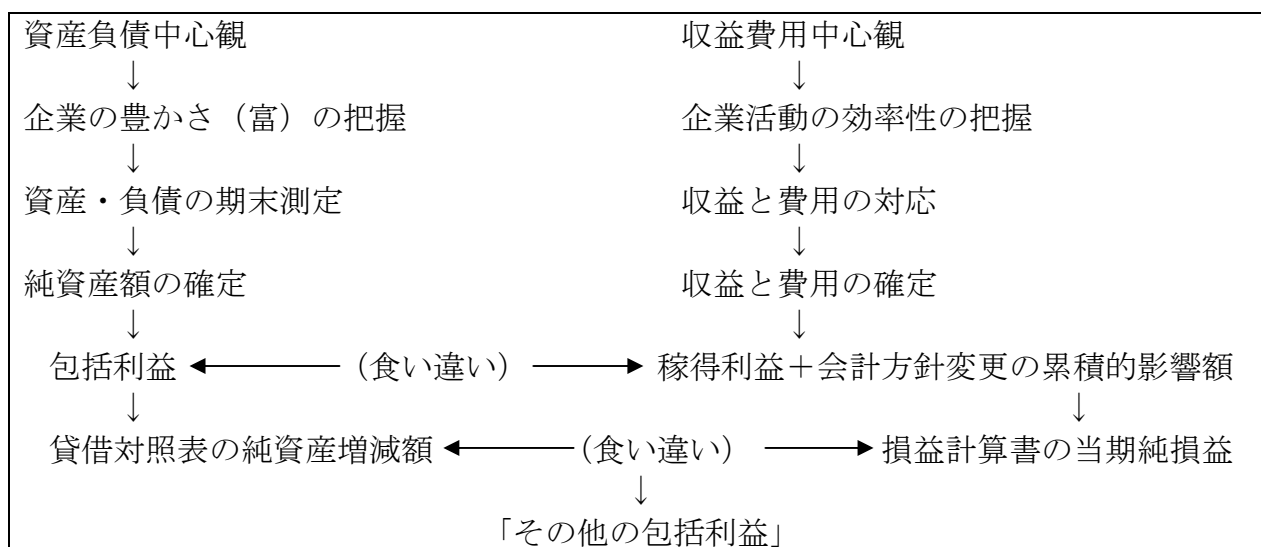 資産負債中心観 収益費用中心観
↓ ↓
企業の豊かさ（富）の把握 企業活動の効率性の把握
↓ ↓
資産・負債の期末測定 収益と費用の対応
↓ ↓
純資産額の確定 収益と費用の確定
↓ ↓
包括利益 ←（食い違い）→ 稼得利益＋会計方針変更の累積的影響額
↓ ↓
貸借対照表の純資産増減額 ←（食い違い）→ 損益計算書の当期純損益
↓
「その他の包括利益」